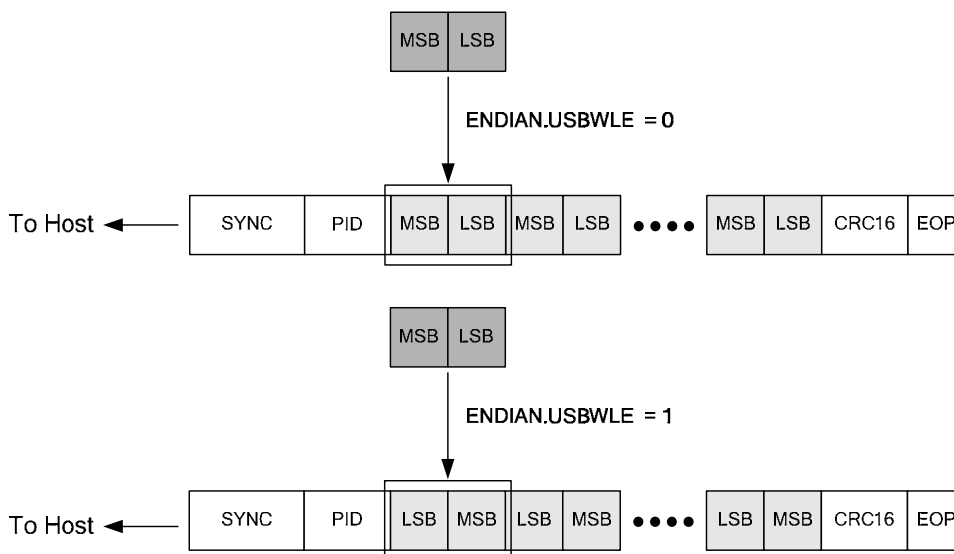 MSB LSB
ENDIAN.USBWLE = 0
To Host SYNC PID MSB LSB MSB LSB MSB LSB CRC16 EOP
MSB LSB
ENDIAN.USBWLE = 1
To Host SYNC PID LSB MSB LSB MSB LSB MSB CRC16 EOP